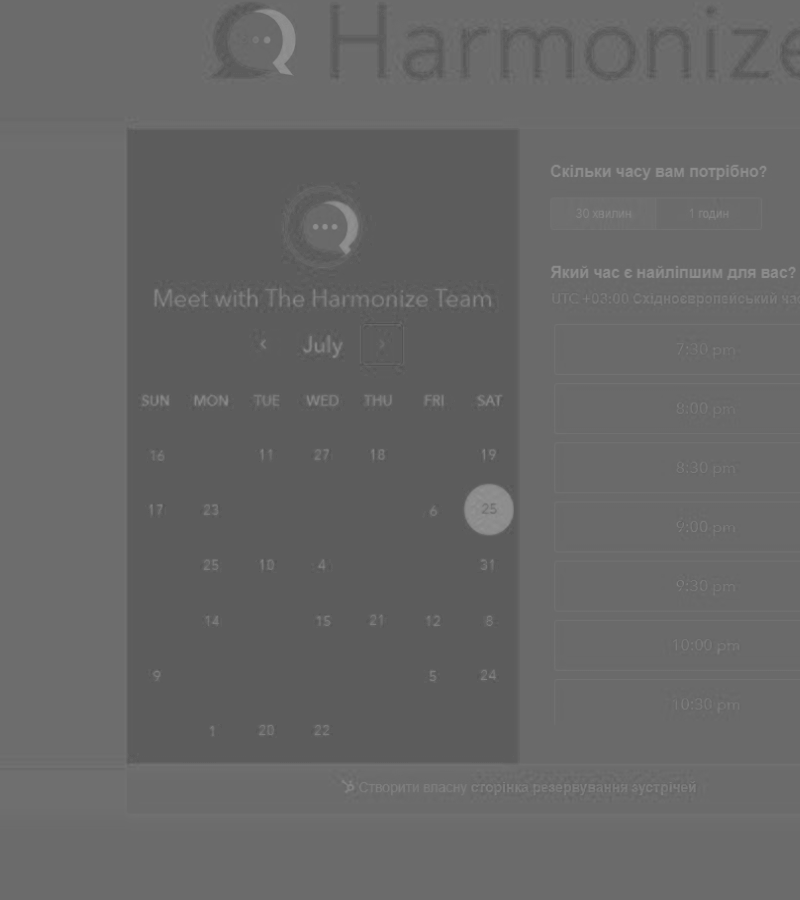 Harmonize
Meet with The Harmonize Team
July
SUN MON TUE WED THU FRI SAT
16 11 27 18 19
17 23 6 25
25 18 4 31
14 15 21 12 8
9 5 24
1 28 22
Скільки часу вам потрібно?
30 хвилин 1 годин
Який час є найліпшим для вас?
UTC +03:00 Східноєвропейський
7:30 pm
8:00 pm
8:30 pm
9:00 pm
9:30 pm
10:00 pm
10:30 pm
Створити власну сторінка резервування зустрічей